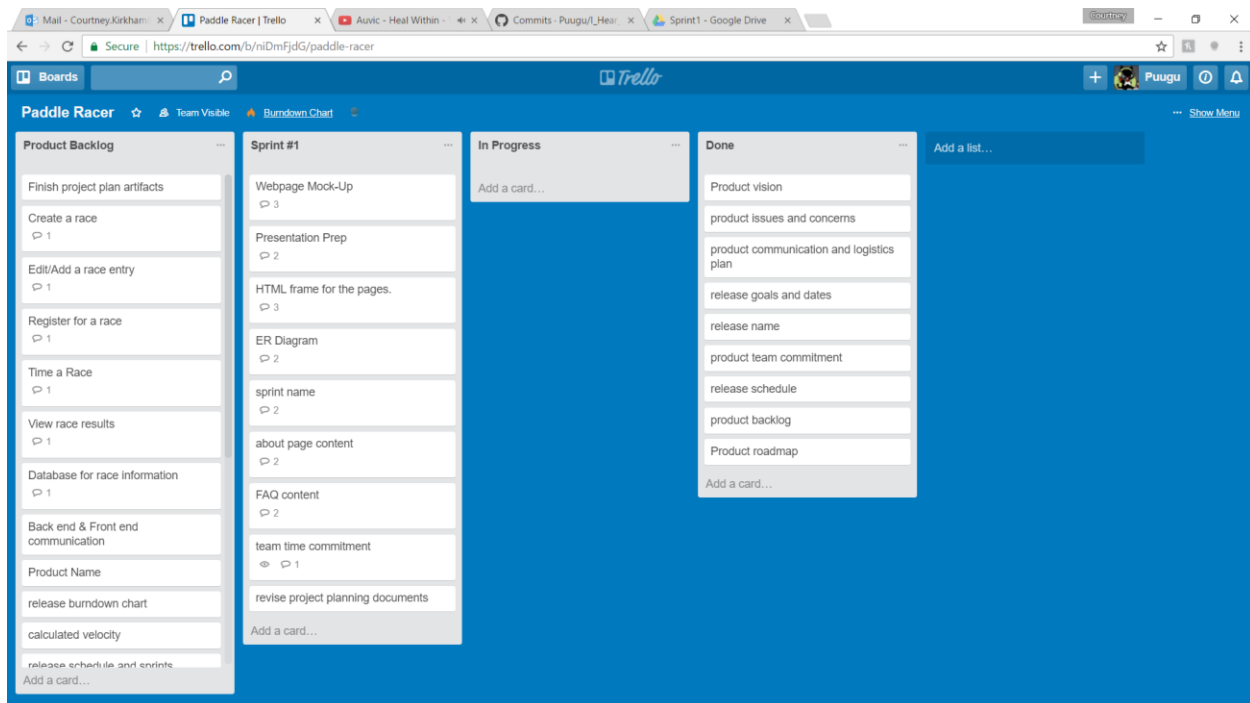 Mail - Courtney.Kirkham
Paddle Racer | Trello
Auvic - Heal Within -
Commits - Puugu/I_Hear
Sprint1 - Google Drive
Courtney
Secure
https://trello.com/b/niDmFjdG/paddle-racer
Boards
Trello
Puugu
Paddle Racer
Team Visible
Burndown Chart
Show Menu
Product Backlog
Finish project plan artifacts
Create a race
1
Edit/Add a race entry
1
Register for a race
1
Time a Race
1
View race results
1
Database for race information
1
Back end & Front end
communication
Product Name
release burndown chart
calculated velocity
release schedule and sprints
Add a card...
Sprint #1
Webpage Mock-Up
3
Presentation Prep
2
HTML frame for the pages.
3
ER Diagram
2
sprint name
2
about page content
2
FAQ content
2
team time commitment
1
revise project planning documents
Add a card...
In Progress
Add a card...
Done
Product vision
product issues and concerns
product communication and logistics
plan
release goals and dates
release name
product team commitment
release schedule
product backlog
Product roadmap
Add a card...
Add a list...